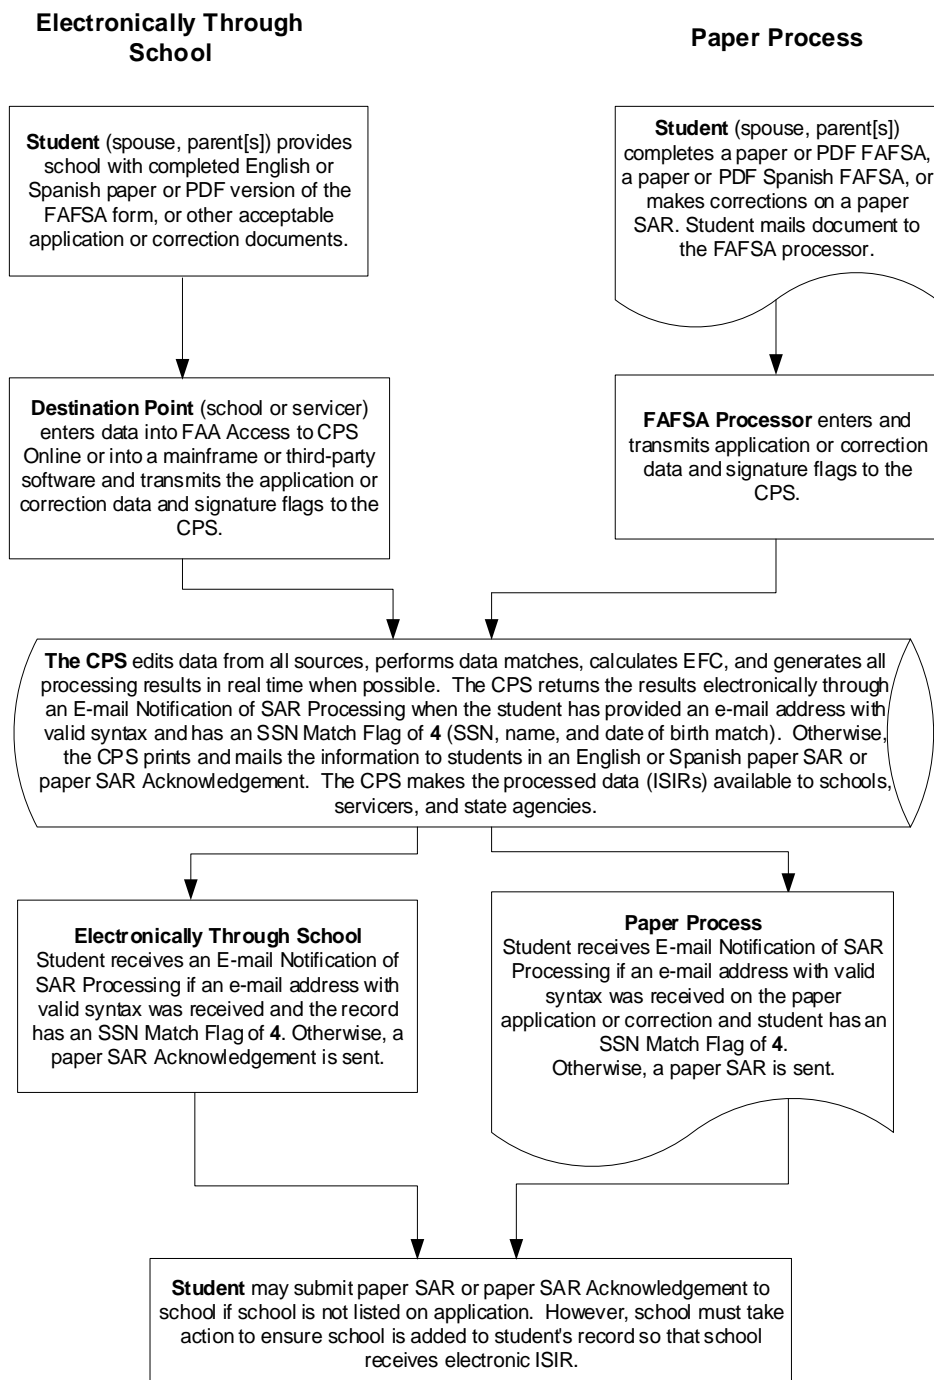 Electronically Through
School
Paper Process
Student (spouse, parent[s]) provides
school with completed English or
Spanish paper or PDF version of the
FAFSA form, or other acceptable
application or correction documents.
Student (spouse, parent[s])
completes a paper or PDF FAFSA,
a paper or PDF Spanish FAFSA, or
makes corrections on a paper
SAR. Student mails document to
the FAFSA processor.
Destination Point (school or servicer)
enters data into FAA Access to CPS
Online or into a mainframe or third-party
software and transmits the application or
correction data and signature flags to the
CPS.
FAFSA Processor enters and
transmits application or correction
data and signature flags to the
CPS.
The CPS edits data from all sources, performs data matches, calculates EFC, and generates all
processing results in real time when possible. The CPS returns the results electronically through
an E-mail Notification of SAR Processing when the student has provided an e-mail address with
valid syntax and has an SSN Match Flag of 4 (SSN, name, and date of birth match). Otherwise,
the CPS prints and mails the information to students in an English or Spanish paper SAR or
paper SAR Acknowledgement. The CPS makes the processed data (ISIRs) available to schools,
servicers, and state agencies.
Electronically Through School
Student receives an E-mail Notification of
SAR Processing if an e-mail address with
valid syntax was received and the record
has an SSN Match Flag of 4. Otherwise, a
paper SAR Acknowledgement is sent.
Paper Process
Student receives E-mail Notification of SAR
Processing if an e-mail address with valid
syntax was received on the paper
application or correction and student has an
SSN Match Flag of 4.
Otherwise, a paper SAR is sent.
Student may submit paper SAR or paper SAR Acknowledgement to
school if school is not listed on application. However, school must take
action to ensure school is added to student's record so that school
receives electronic ISIR.